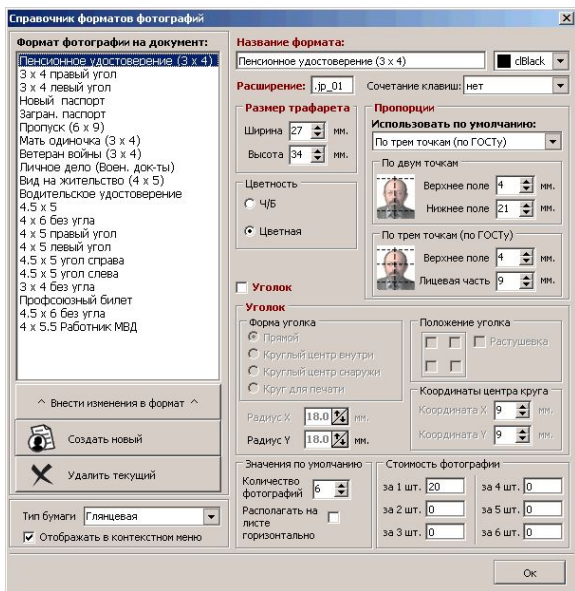 Справочник форматов фотографий
Формат фотографии на документ:
Пенсионное удостоверение (3 x 4)
3 x 4 правый угол
3 x 4 левый угол
Новый паспорт
Загран. паспорт
Пропуск (6 x 9)
Мать одиночка (3 x 4)
Ветеран войны (3 x 4)
Личное дело (Воен. док-ты)
Вид на жительство (4 x 5)
Водительское удостоверение
4.5 x 5
4 x 6 без угла
4 x 5 правый угол
4 x 5 левый угол
4.5 x 5 угол справа
4.5 x 5 угол слева
3 x 4 без угла
Профсоюзный билет
4.5 x 6 без угла
4 x 5.5 Работник МВД
^ Внести изменения в формат ^
Создать новый
Удалить текущий
Тип бумаги Глянцевая
Отображать в контекстном меню
Название формата:
Пенсионное удостоверение (3 x 4) clBlack
Расширение: .jp_01 Сочетание клавиш: нет
Размер трафарета
Ширина 27 мм.
Высота 34 мм.
Цветность
Ч/Б
Цветная
Пропорции
Использовать по умолчанию:
По трем точкам (по ГОСТу)
По двум точкам
Верхнее поле 4 мм.
Нижнее поле 21 мм.
По трем точкам (по ГОСТу)
Верхнее поле 4 мм.
Лицевая часть 9 мм.
Уголок
Уголок
Форма уголка
Прямой
Круглый центр внутри
Круглый центр снаружи
Круг для печати
Радиус X 18.0 мм.
Радиус Y 18.0 мм.
Положение уголка
Растушевка
Координаты центра круга
Координата X 9 мм.
Координата Y 9 мм.
Значения по умолчанию
Количество
фотографий 6
Располагать на
листе
горизонтально
Стоимость фотографии
за 1 шт. 20 за 4 шт. 0
за 2 шт. 0 за 5 шт. 0
за 3 шт. 0 за 6 шт. 0
Ок